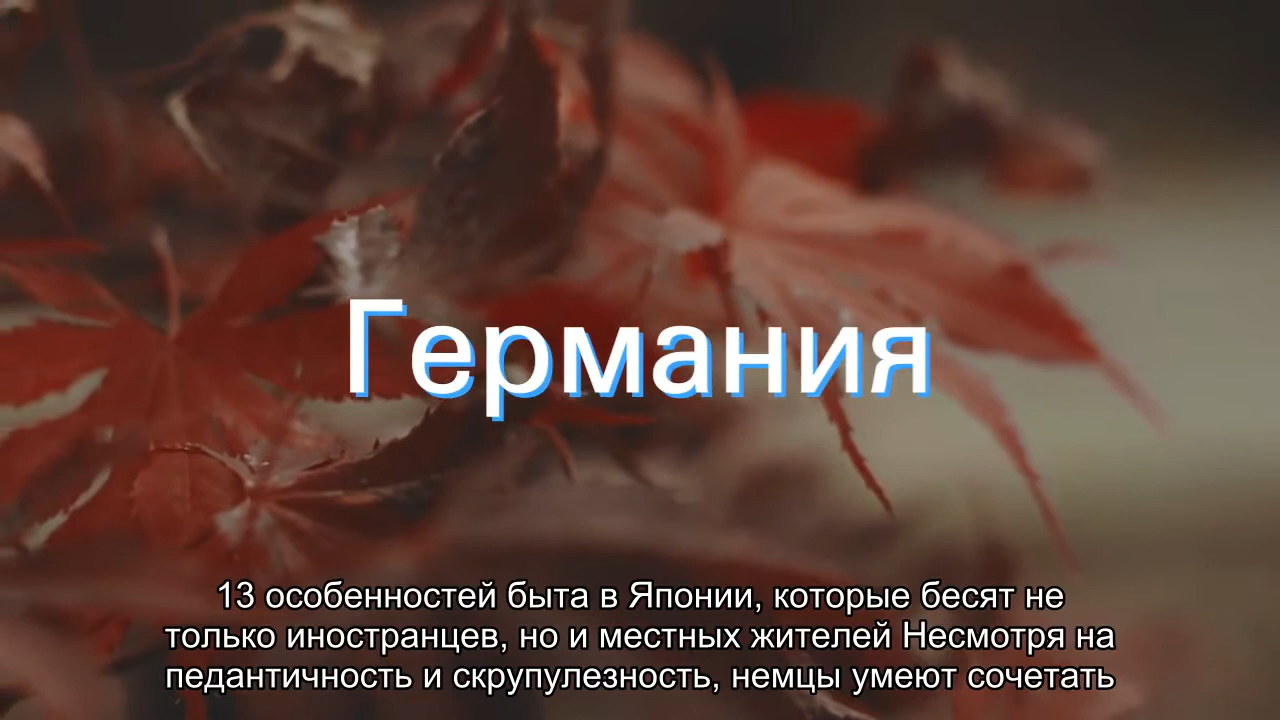 Германия
13 особенностей быта в Японии, которые бесят не
только иностранцев, но и местных жителей Несмотря на
педантичность и скрупулезность, немцы умеют сочетать